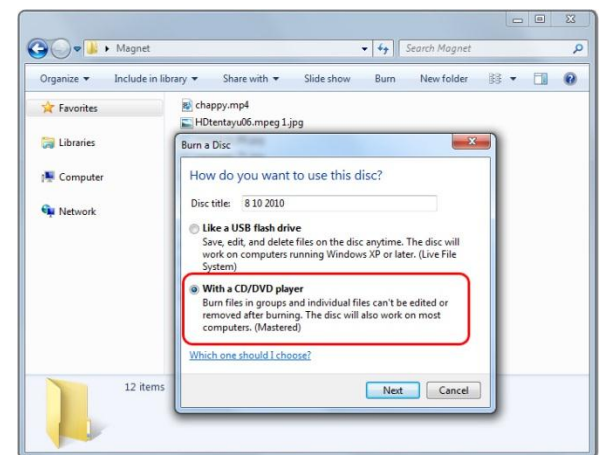 Magnet
Search Magnet
Organize
Include in library
Share with
Slide show
Burn
New folder
Favorites
Libraries
Computer
Network
chappy.mp4
HDtentayu06.mpeg 1.jpg
Burn a Disc
How do you want to use this disc?
Disc title: 8 10 2010
Like a USB flash drive
Save, edit, and delete files on the disc anytime. The disc will
work on computers running Windows XP or later. (Live File
System)
With a CD/DVD player
Burn files in groups and individual files can't be edited or
removed after burning. The disc will also work on most
computers. (Mastered)
Which one should I choose?
Next
Cancel
12 items